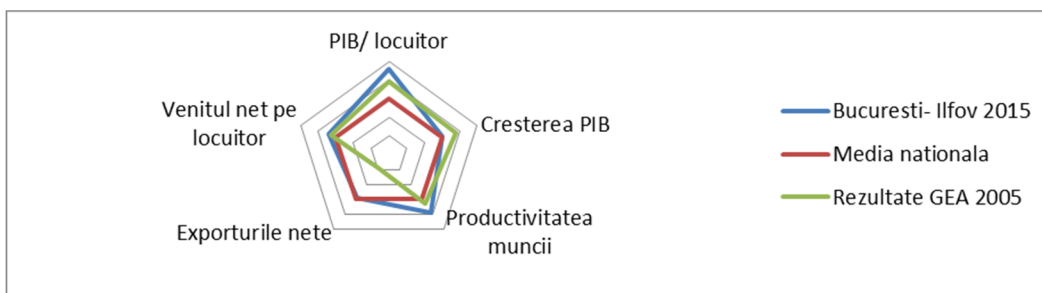 PIB/ locuitor
Venitul net pe
locuitor
Cresterea PIB
Exporturile nete
Productivitatea
muncii
Bucuresti- Ilfov 2015
Media nationala
Rezultate GEA 2005